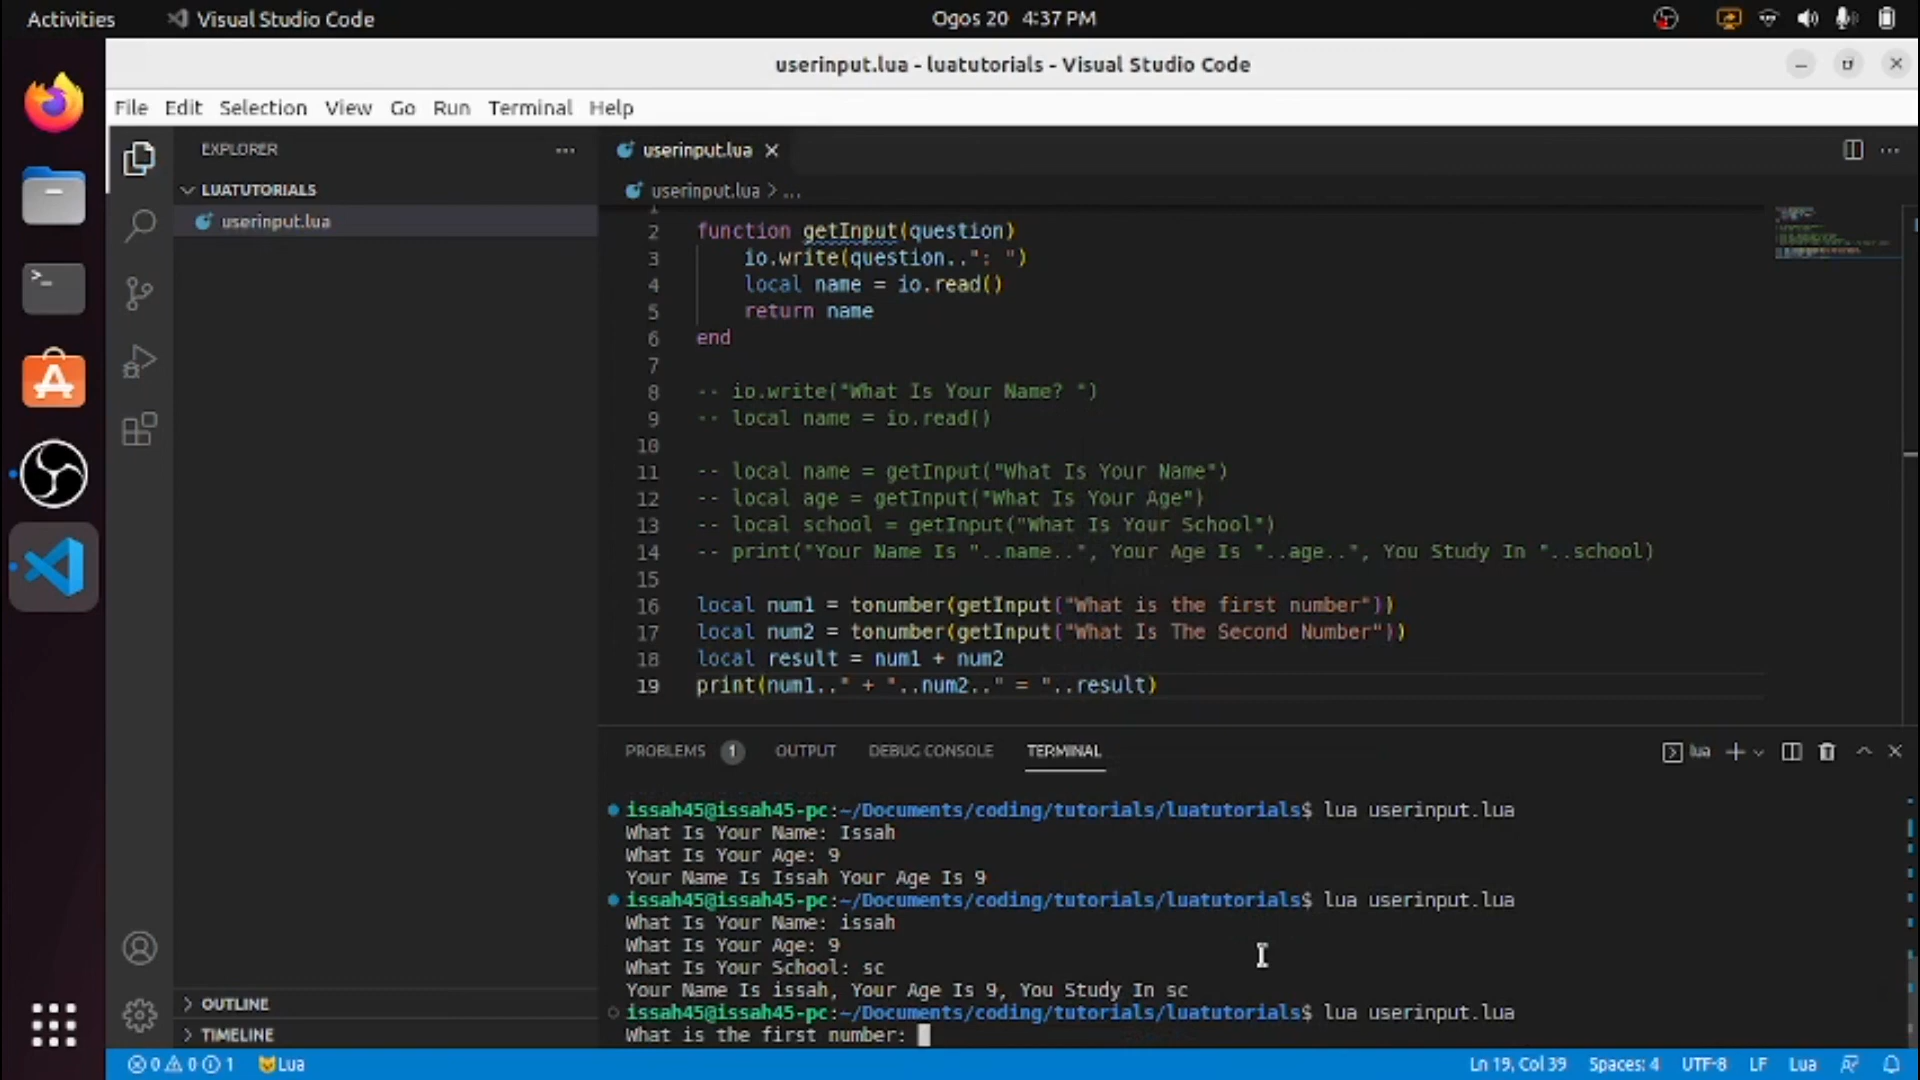 Activities
Visual Studio Code
Ogos 20 4:37 PM
userinput.lua - luatutorials - Visual Studio Code
File Edit Selection View Go Run Terminal Help
EXPLORER
LUATUTORIALS
userinput.lua
userinput.lua
userinput.lua > ...
1
2 function getInput(question)
3 io.write(question..": ")
4 local name = io.read()
5 return name
6 end
7
8 -- io.write("What Is Your Name? ")
9 -- local name = io.read()
10
11 -- local name = getInput("What Is Your Name")
12 -- local age = getInput("What Is Your Age")
13 -- local school = getInput("What Is Your School")
14 -- print("Your Name Is "..name..", Your Age Is "..age..", You Study In "..school)
15
16 local num1 = tonumber(getInput("What is the first number"))
17 local num2 = tonumber(getInput("What Is The Second Number"))
18 local result = num1 + num2
19 print(num1.." + "..num2.." = "..result)
PROBLEMS 1 OUTPUT DEBUG CONSOLE TERMINAL
lua
issah45@issah45-pc:~/Documents/coding/tutorials/luatutorials$ lua userinput.lua
What Is Your Name: Issah
What Is Your Age: 9
Your Name Is Issah Your Age Is 9
issah45@issah45-pc:~/Documents/coding/tutorials/luatutorials$ lua userinput.lua
What Is Your Name: issah
What Is Your Age: 9
What Is Your School: sc
Your Name Is issah, Your Age Is 9, You Study In sc
issah45@issah45-pc:~/Documents/coding/tutorials/luatutorials$ lua userinput.lua
What is the first number:
OUTLINE
TIMELINE
0 0 1 Lua
Ln 19, Col 39 Spaces: 4 UTF-8 LF Lua